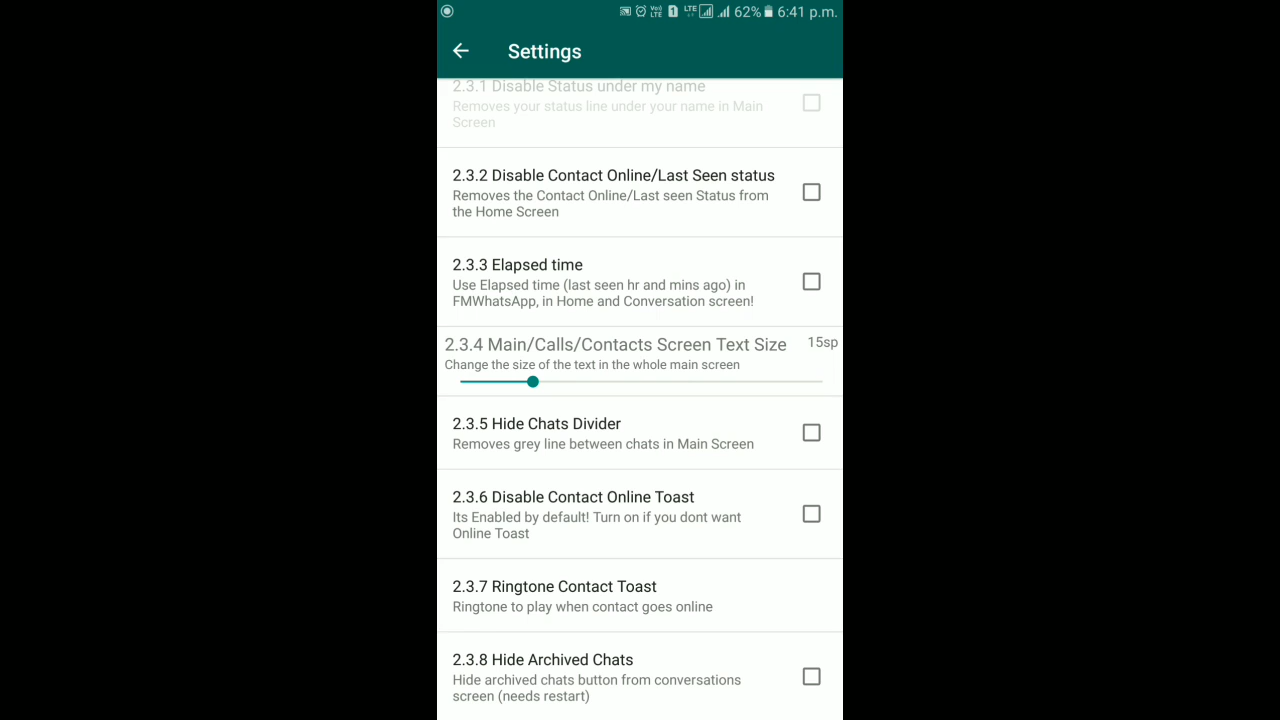 VoI) LTE 1 LTE 62% 6:41 p.m.
Settings
2.3.1 Disable Status under my name
Removes your status line under your name in Main
Screen
2.3.2 Disable Contact Online/Last Seen status
Removes the Contact Online/Last seen Status from
the Home Screen
2.3.3 Elapsed time
Use Elapsed time (last seen hr and mins ago) in
FMWhatsApp, in Home and Conversation screen!
2.3.4 Main/Calls/Contacts Screen Text Size 15sp
Change the size of the text in the whole main screen
2.3.5 Hide Chats Divider
Removes grey line between chats in Main Screen
2.3.6 Disable Contact Online Toast
Its Enabled by default! Turn on if you dont want
Online Toast
2.3.7 Ringtone Contact Toast
Ringtone to play when contact goes online
2.3.8 Hide Archived Chats
Hide archived chats button from conversations
screen (needs restart)